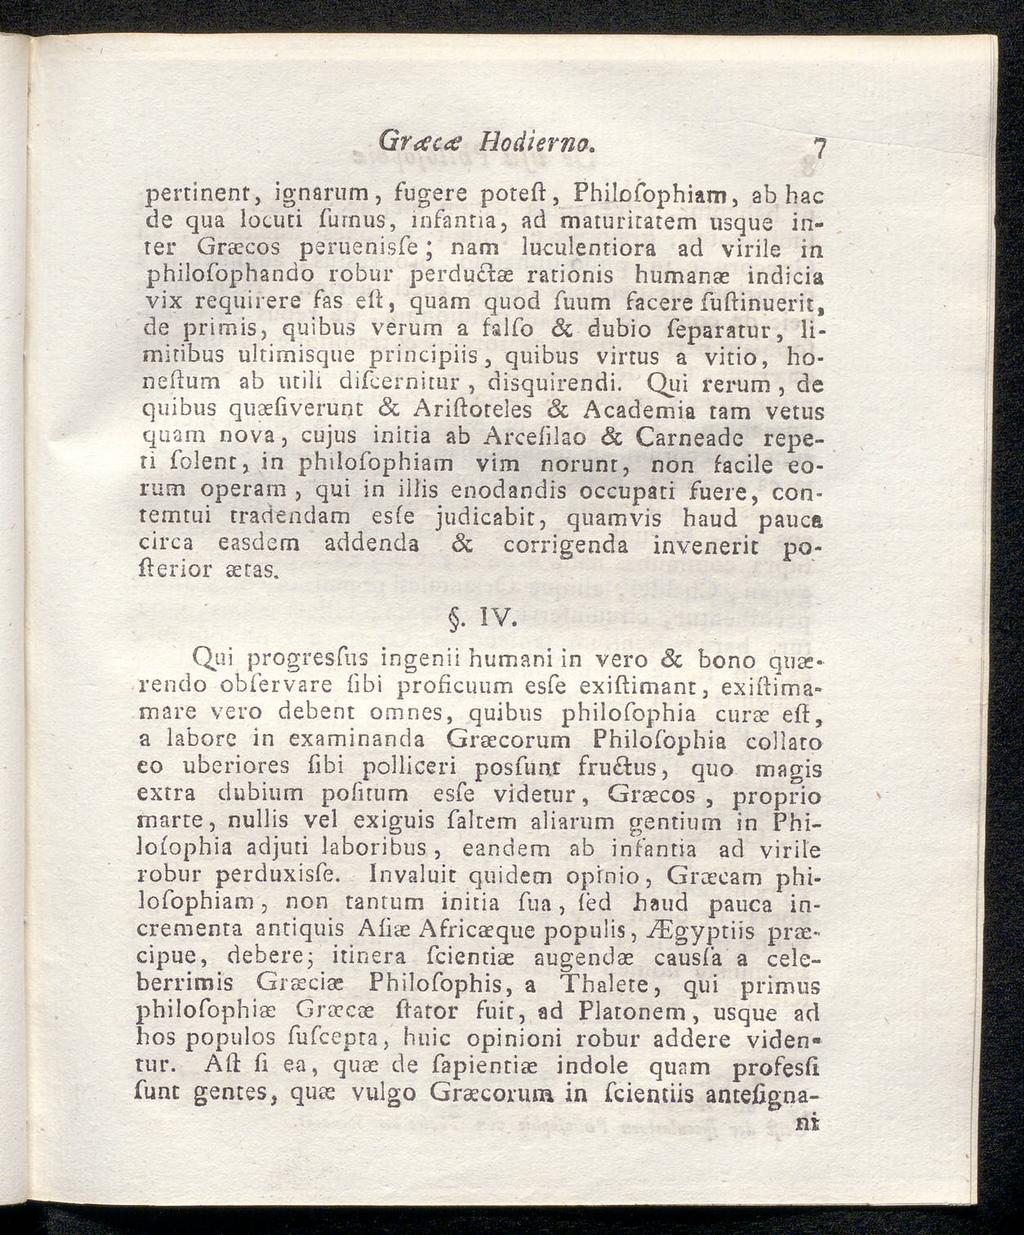 Græcæ Hodierno. 7
pertinent, ignarum, fugere poteſt, Philoſophiam, ab hac
de qua locuti ſumus, infantia, ad maturitatem usque in-
ter Græcos peruenisſe; nam luculentiora ad virile in
philoſophando robur perductæ rationis humanæ indicia
vix requirere fas eſt, quam quod ſuum facere ſuſtinuerit,
de primis, quibus verum a falſo & dubio ſeparatur, li-
mitibus ultimisque principiis, quibus virtus a vitio, ho-
neſtum ab utili diſcernitur, disquirendi. Qui rerum, de
quibus quæſiverunt & Ariſtoteles & Academia tam vetus
quam nova, cujus initia ab Arceſilao & Carneade repe-
ti ſolent, in philoſophiam vim norunt, non facile eo-
rum operam, qui in illis enodandis occupati fuere, con-
temtui tradendam esſe judicabit, quamvis haud pauca
circa easdem addenda & corrigenda invenerit po-
ſterior ætas.
§. IV.
Qui progresſus ingenii humani in vero & bono quæ-
rendo obſervare ſibi proficuum esſe exiſtimant, exiſtima-
mare vero debent omnes, quibus philoſophia curæ eſt,
a labore in examinanda Græcorum Philoſophia collato
eo uberiores ſibi polliceri posſunt fructus, quo magis
extra dubium poſitum esſe videtur, Græcos, proprio
marte, nullis vel exiguis ſaltem aliarum gentium in Phi-
loſophia adjuti laboribus, eandem ab infantia ad virile
robur perduxisſe. Invaluit quidem opinio, Græcam phi-
loſophiam, non tantum initia ſua, ſed haud pauca in-
crementa antiquis Aſiæ Africæque populis, Ægyptiis præ-
cipue, debere; itinera ſcientiæ augendæ causſa a cele-
berrimis Græciæ Philoſophis, a Thalete, qui primus
philoſophiæ Græcæ ſtator fuit, ad Platonem, usque ad
hos populos ſuſcepta, huic opinioni robur addere viden-
tur. Aſt ſi ea, quæ de ſapientiæ indole quam profesſi
ſunt gentes, quæ vulgo Græcorum in ſcientiis anteſigna-
ni